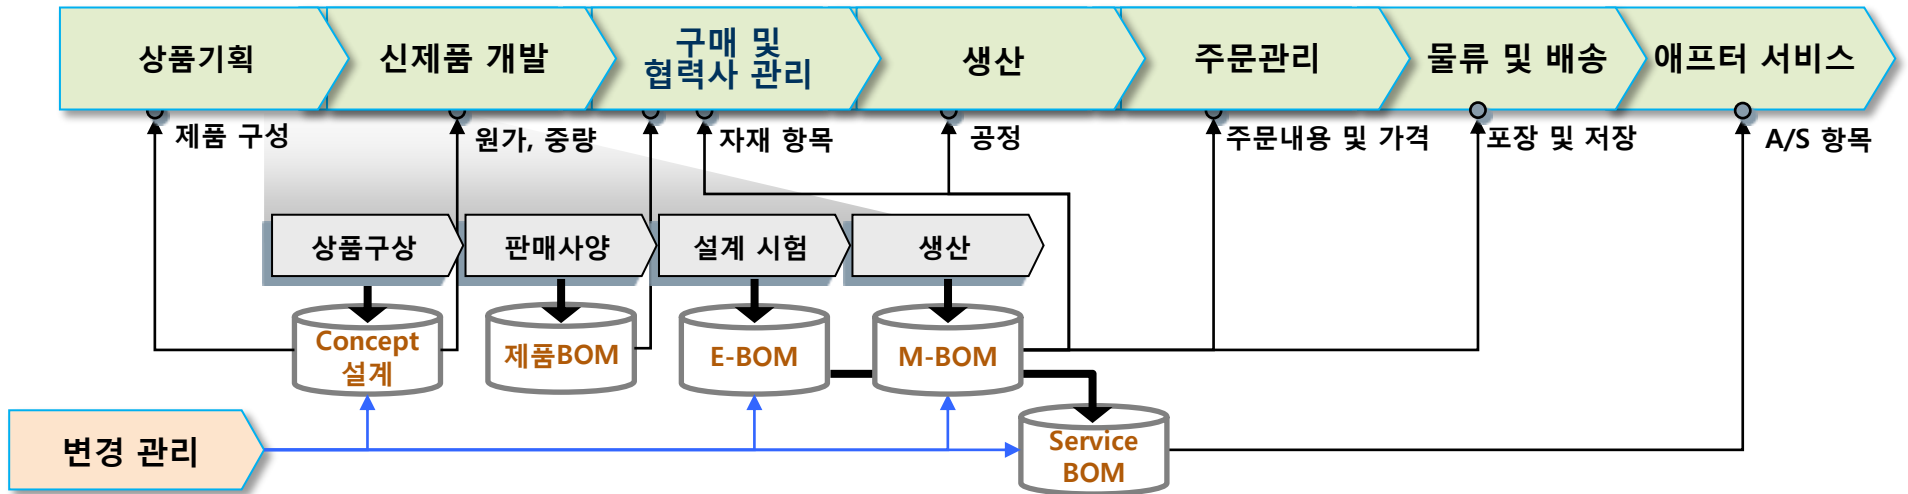 상품기획
신제품 개발
구매 및
협력사 관리
생산
주문관리
물류 및 배송
애프터 서비스
제품 구성
원가, 중량
자재 항목
공정
주문내용 및 가격
포장 및 저장
A/S 항목
상품구상
판매사양
설계 시험
생산
Concept
설계
제품BOM
E-BOM
M-BOM
변경 관리
Service
BOM